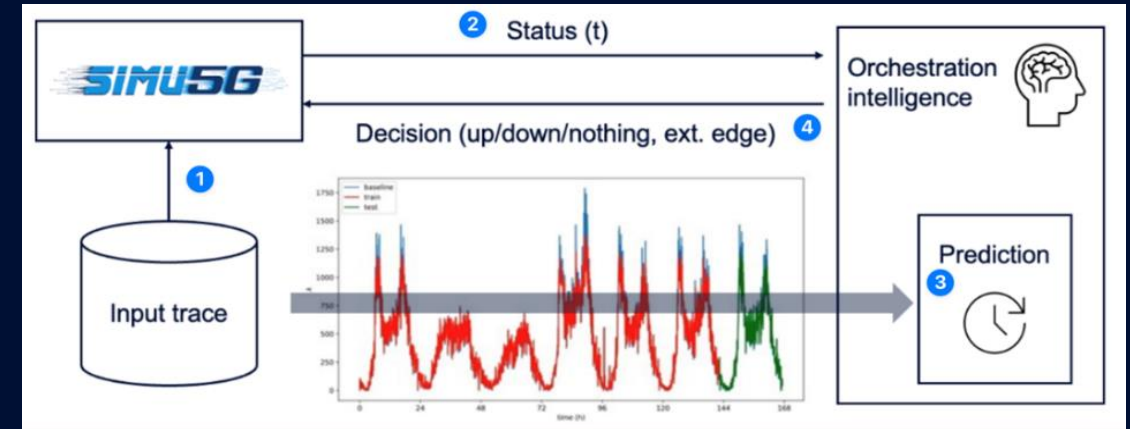 2
Status (t)
SIMU5G
Orchestration
intelligence
Decision (up/down/nothing, ext. edge)
4
1
baseline
train
test
1750
1500
1250
1000
750
500
250
0
λ
0 24 48 72 96 120 144 168
time (h)
Input trace
Prediction
3